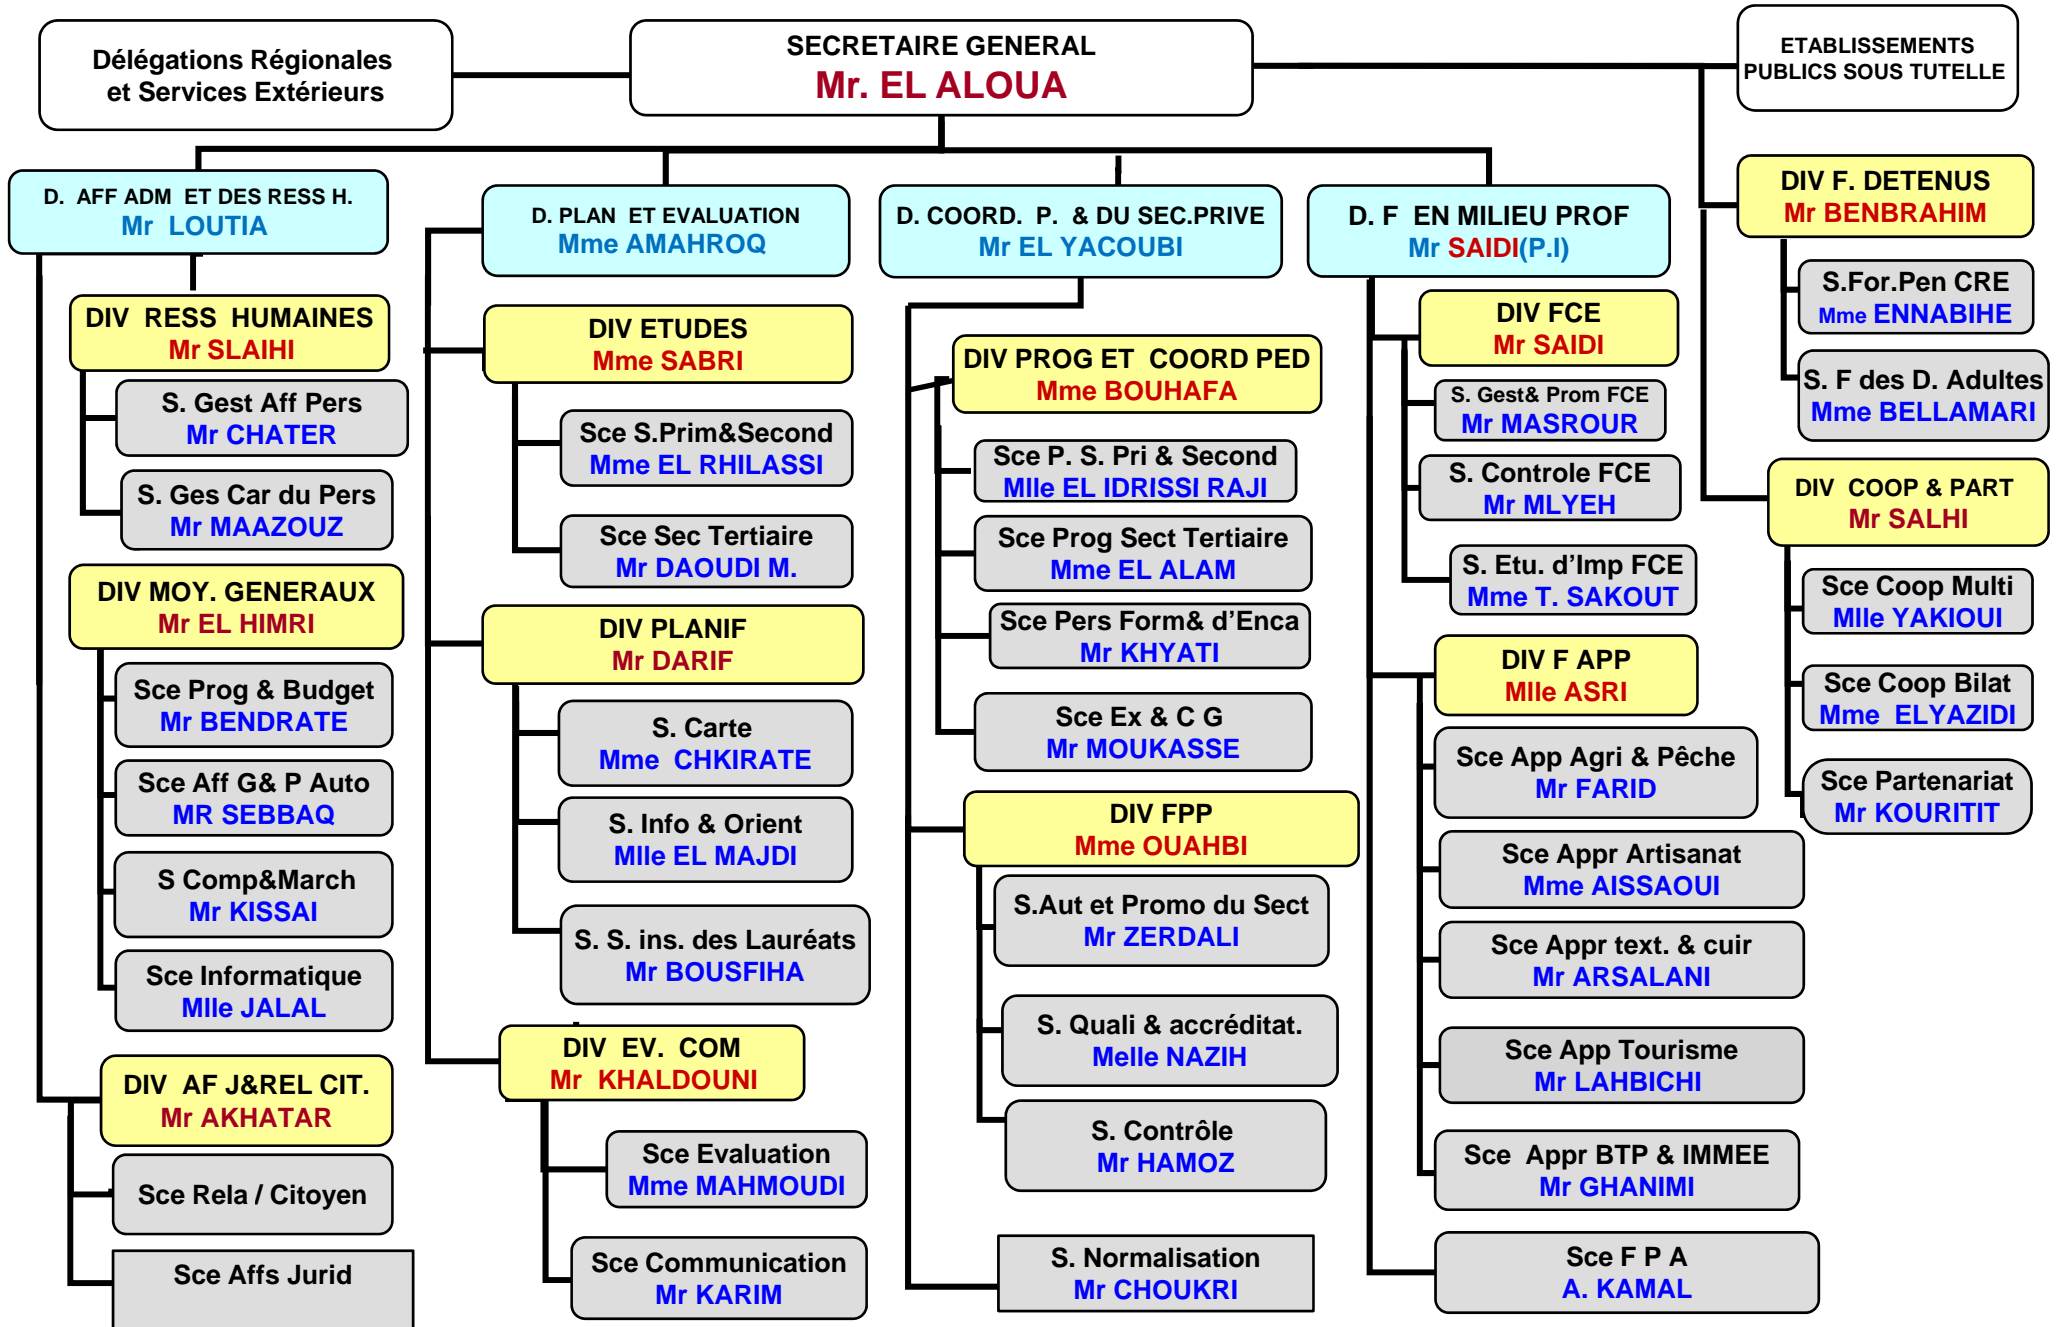 Délégations Régionales
et Services Extérieurs
SECRETAIRE GENERAL
Mr. EL ALOUA
ETABLISSEMENTS
PUBLICS SOUS TUTELLE
D. AFF ADM ET DES RESS H.
Mr LOUTIA
DIV RESS HUMAINES
Mr SLAIHI
S. Gest Aff Pers
Mr CHATER
S. Ges Car du Pers
Mr MAAZOUZ
DIV MOY. GENERAUX
Mr EL HIMRI
Sce Prog & Budget
Mr BENDRATE
Sce Aff G& P Auto
MR SEBBAQ
S Comp&March
Mr KISSAI
Sce Informatique
Mlle JALAL
DIV AF J&REL CIT.
Mr AKHATAR
Sce Rela / Citoyen
Sce Affs Jurid
D. PLAN ET EVALUATION
Mme AMAHROQ
DIV ETUDES
Mme SABRI
Sce S.Prim&Second
Mme EL RHILASSI
Sce Sec Tertiaire
Mr DAOUDI M.
DIV PLANIF
Mr DARIF
S. Carte
Mme CHKIRATE
S. Info & Orient
Mlle EL MAJDI
S. S. ins. des Lauréats
Mr BOUSFIHA
DIV EV. COM
Mr KHALDOUNI
Sce Evaluation
Mme MAHMOUDI
Sce Communication
Mr KARIM
D. COORD. P. & DU SEC.PRIVE
Mr EL YACOUBI
DIV PROG ET COORD PED
Mme BOUHAFA
Sce P. S. Pri & Second
Mlle EL IDRISSI RAJI
Sce Prog Sect Tertiaire
Mme EL ALAM
Sce Pers Form& d’Enca
Mr KHYATI
Sce Ex & C G
Mr MOUKASSE
DIV FPP
Mme OUAHBI
S.Aut et Promo du Sect
Mr ZERDALI
S. Quali & accréditat.
Melle NAZIH
S. Contrôle
Mr HAMOZ
S. Normalisation
Mr CHOUKRI
D. F EN MILIEU PROF
Mr SAIDI(P.I)
DIV FCE
Mr SAIDI
S. Gest& Prom FCE
Mr MASROUR
S. Controle FCE
Mr MLYEH
S. Etu. d’Imp FCE
Mme T. SAKOUT
DIV F APP
Mlle ASRI
Sce App Agri & Pêche
Mr FARID
Sce Appr Artisanat
Mme AISSAOUI
Sce Appr text. & cuir
Mr ARSALANI
Sce App Tourisme
Mr LAHBICHI
Sce Appr BTP & IMMEE
Mr GHANIMI
Sce F P A
A. KAMAL
DIV F. DETENUS
Mr BENBRAHIM
S.For.Pen CRE
Mme ENNABIHE
S. F des D. Adultes
Mme BELLAMARI
DIV COOP & PART
Mr SALHI
Sce Coop Multi
Mlle YAKIOUI
Sce Coop Bilat
Mme ELYAZIDI
Sce Partenariat
Mr KOURITIT